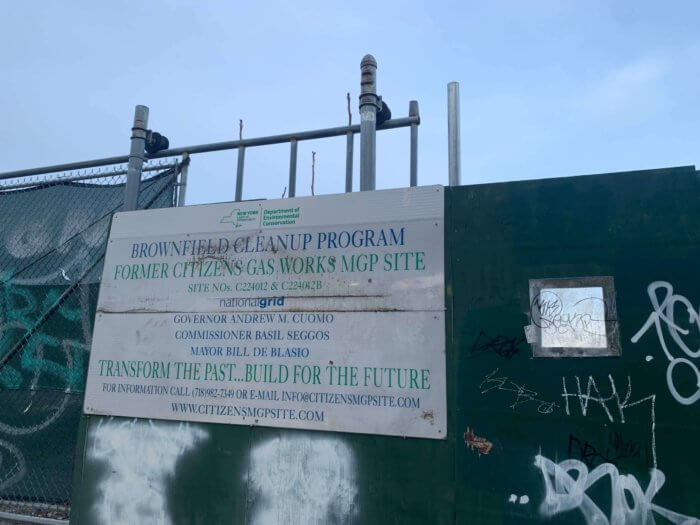 NEW YORK
Department of
Environmental
Conservation
BROWNFIELD CLEANUP PROGRAM
FORMER CITIZENS GAS WORKS MGP SITE
SITE NOs. C224012 & C224012B
nationalgrid
GOVERNOR ANDREW M. CUOMO
COMMISSIONER BASIL SEGGOS
MAYOR BILL DE BLASIO
TRANSFORM THE PAST...BUILD FOR THE FUTURE
FOR INFORMATION CALL (718)982-7349 OR E-MAIL INFO@CITIZENSMGPSITE.COM
WWW.CITIZENSMGPSITE.COM